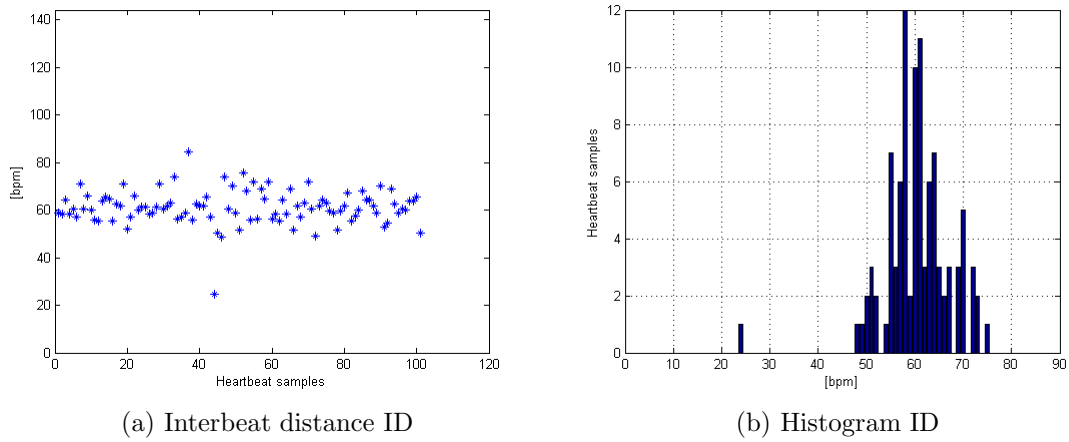 140
120
100
80
60
40
20
0
[bpm]
0 20 40 60 80 100 120
Heartbeat samples
(a) Interbeat distance ID
12
10
8
6
4
2
0
Heartbeat samples
0 10 20 30 40 50 60 70 80 90
[bpm]
(b) Histogram ID